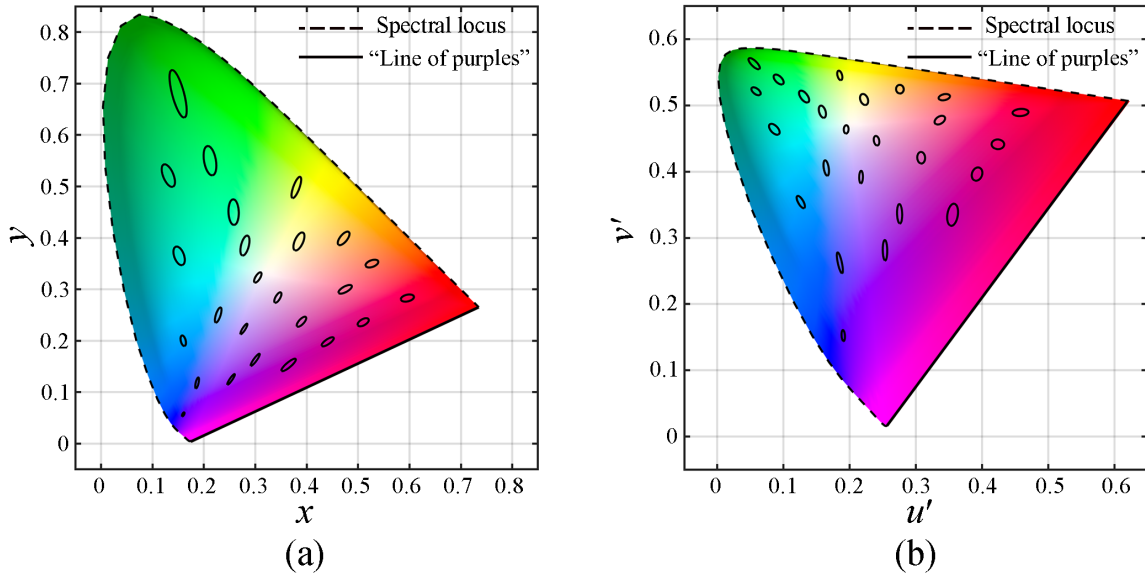 Spectral locus
“Line of purples”
0.8
0.7
0.6
0.5
0.4
0.3
0.2
0.1
0
y
0 0.1 0.2 0.3 0.4 0.5 0.6 0.7 0.8
x
(a)
Spectral locus
“Line of purples”
0.6
0.5
0.4
0.3
0.2
0.1
0
v'
0 0.1 0.2 0.3 0.4 0.5 0.6
u'
(b)